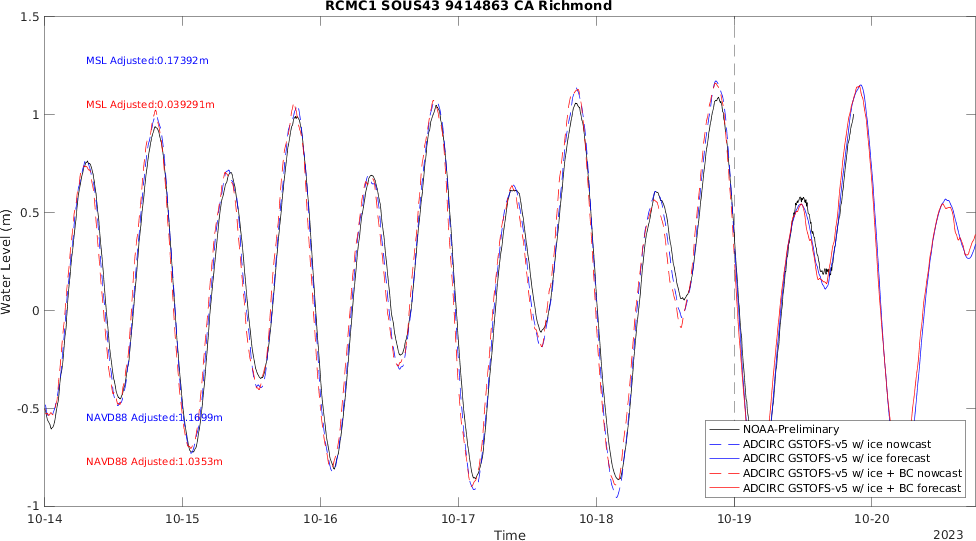 RCMC1 SOUS43 9414863 CA Richmond
1.5
MSL Adjusted:0.17392m
MSL Adjusted:0.039291m
1
0.5
Water Level (m)
0
-0.5
NAVD88 Adjusted:1.1699m
NOAA-Preliminary
ADCIRC GSTOFS-v5 w/ ice nowcast
ADCIRC GSTOFS-v5 w/ ice forecast
NAVD88 Adjusted:1.0353m
ADCIRC GSTOFS-v5 w/ ice + BC nowcast
ADCIRC GSTOFS-v5 w/ ice + BC forecast
-1
10-14 10-15 10-16 10-17 10-18 10-19 10-20
Time
2023